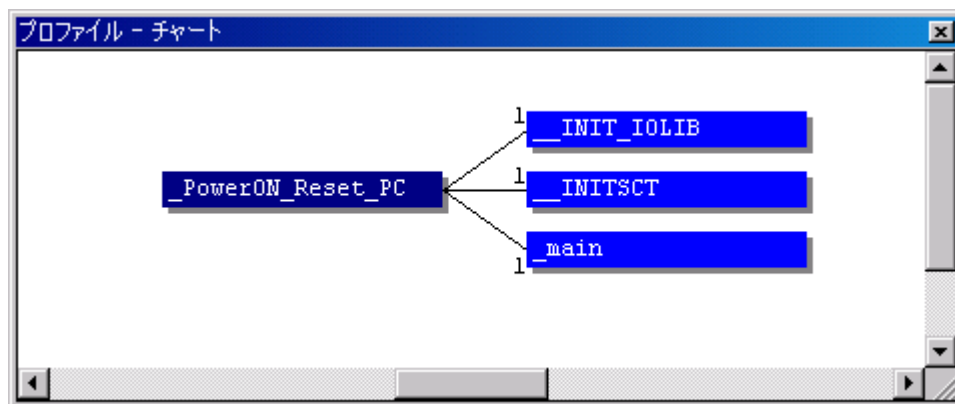 プロファイル - チャート
1
__INIT_IOLIB
_PowerON_Reset_PC
1
__INITSCT
_main
1